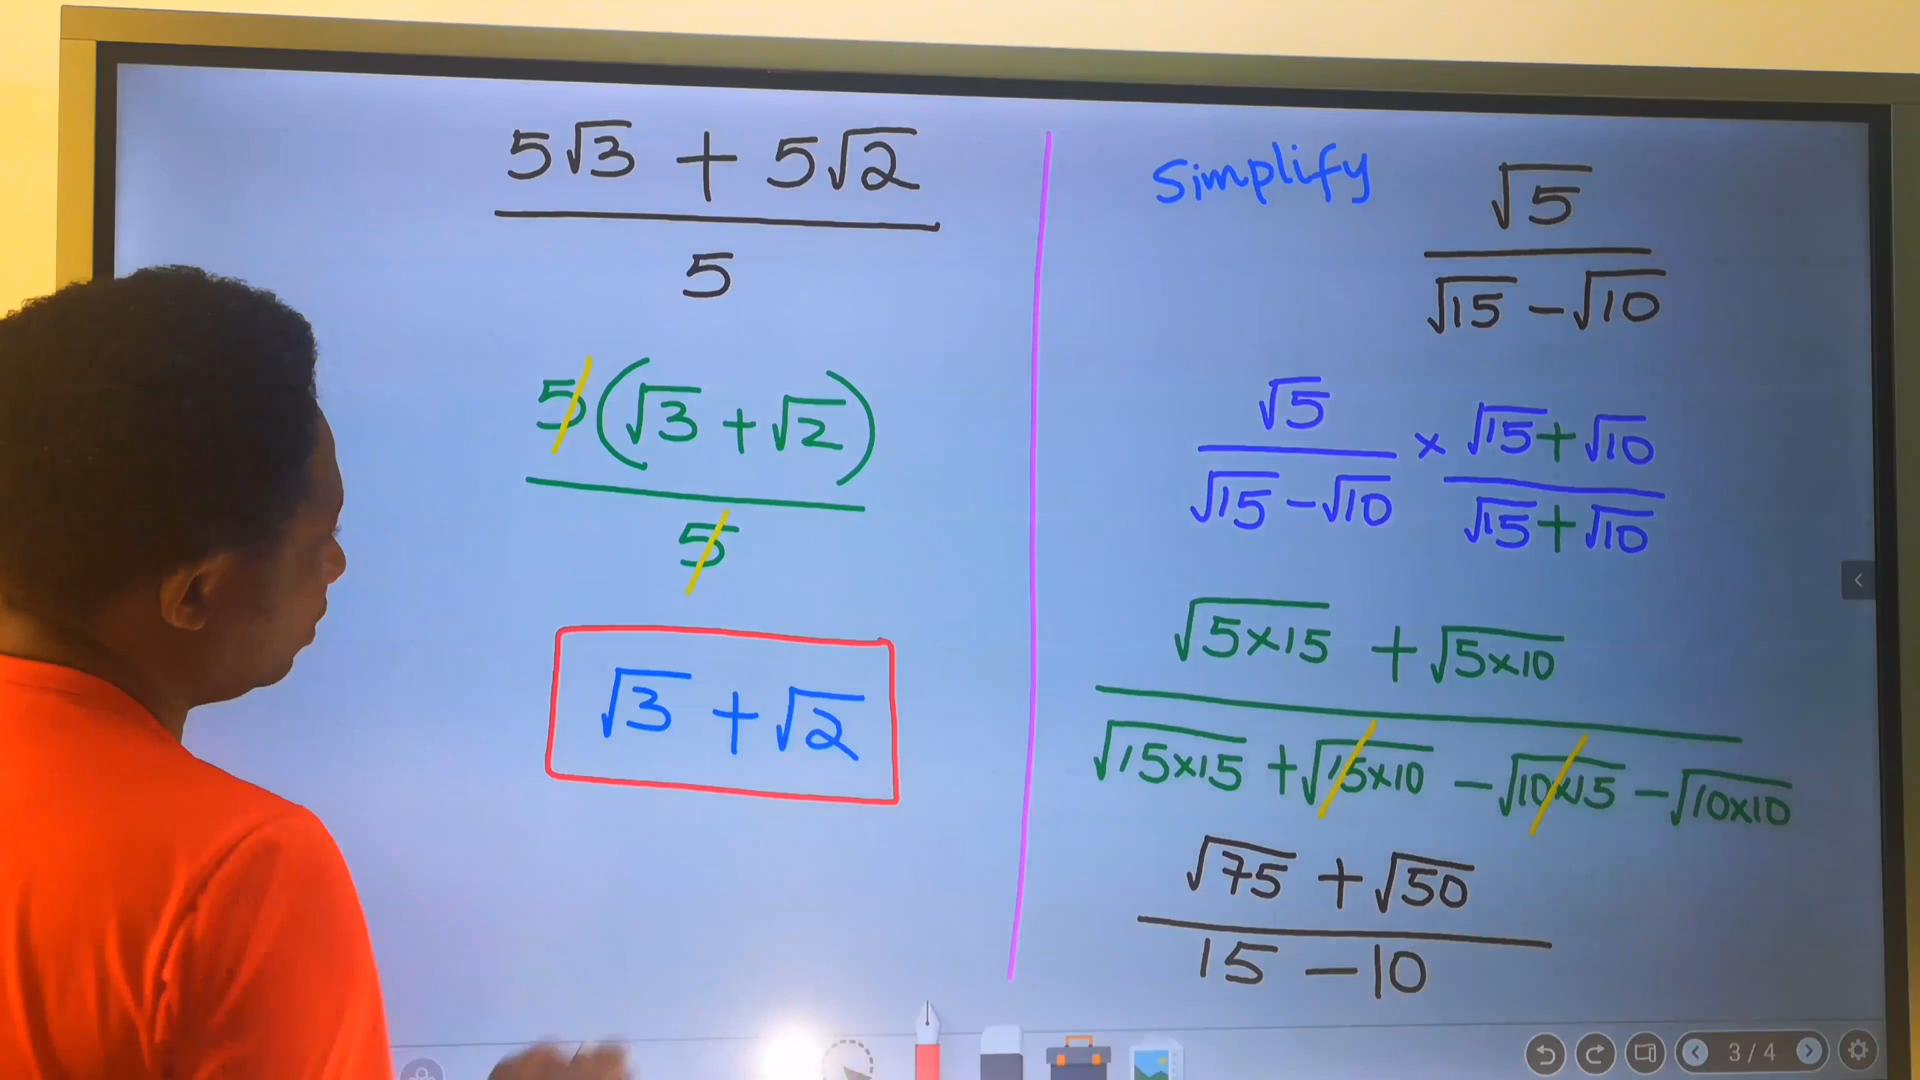 Simplify √5 / (√15 − √10)
√5 / (√15 − √10) × (√15 + √10) / (√15 + √10)
(√(5×15) + √(5×10)) / (√(15×15) + √(15×10) − √(10×15) − √(10×10))
(√75 + √50) / (15 − 10)
(5√3 + 5√2) / 5
5(√3 + √2) / 5
√3 + √2
3 / 4